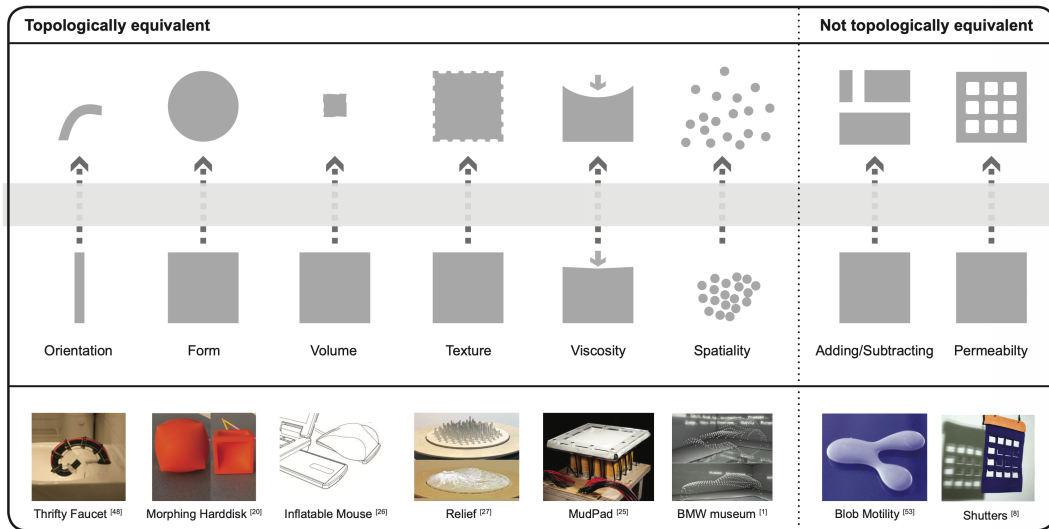 Topologically equivalent
Not topologically equivalent
Orientation
Form
Volume
Texture
Viscosity
Spatiality
Adding/Subtracting
Permeabilty
Thrifty Faucet [48]
Morphing Harddisk [20]
Inflatable Mouse [26]
Relief [27]
MudPad [25]
BMW museum [1]
Blob Motility [53]
Shutters [8]